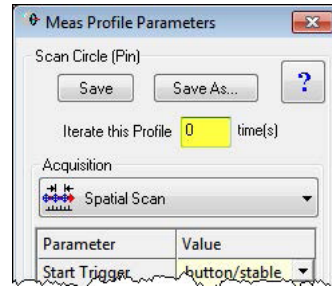 Meas Profile Parameters
Scan Circle (Pin)
Save Save As... ?
Iterate this Profile 0 time(s)
Acquisition
Spatial Scan
Parameter Value
Start Trigger button/stable